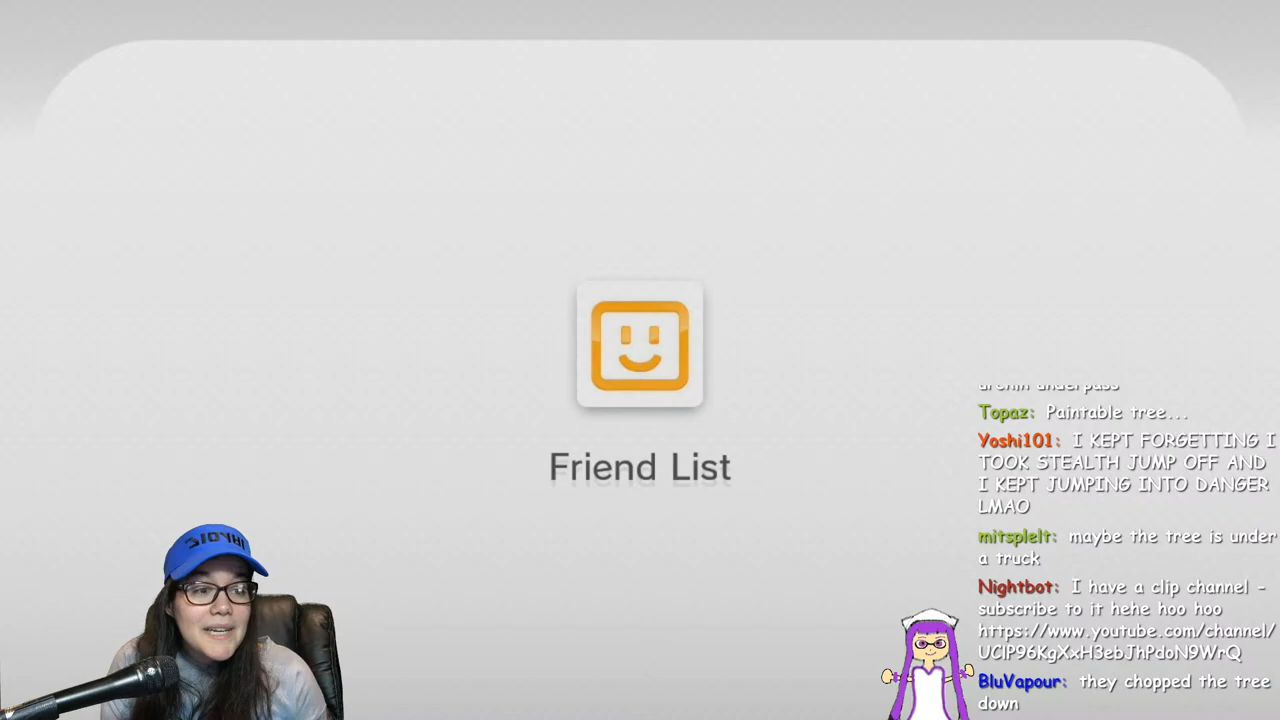 Friend List
Topaz: Paintable tree...
Yoshi101: I KEPT FORGETTING I
TOOK STEALTH JUMP OFF AND
I KEPT JUMPING INTO DANGER
LMAO
mitsplelt: maybe the tree is under
a truck
Nightbot: I have a clip channel -
subscribe to it hehe hoo hoo
https://www.youtube.com/channel/
UClP96KgXxH3ebJhPdoN9WrQ
BluVapour: they chopped the tree
down